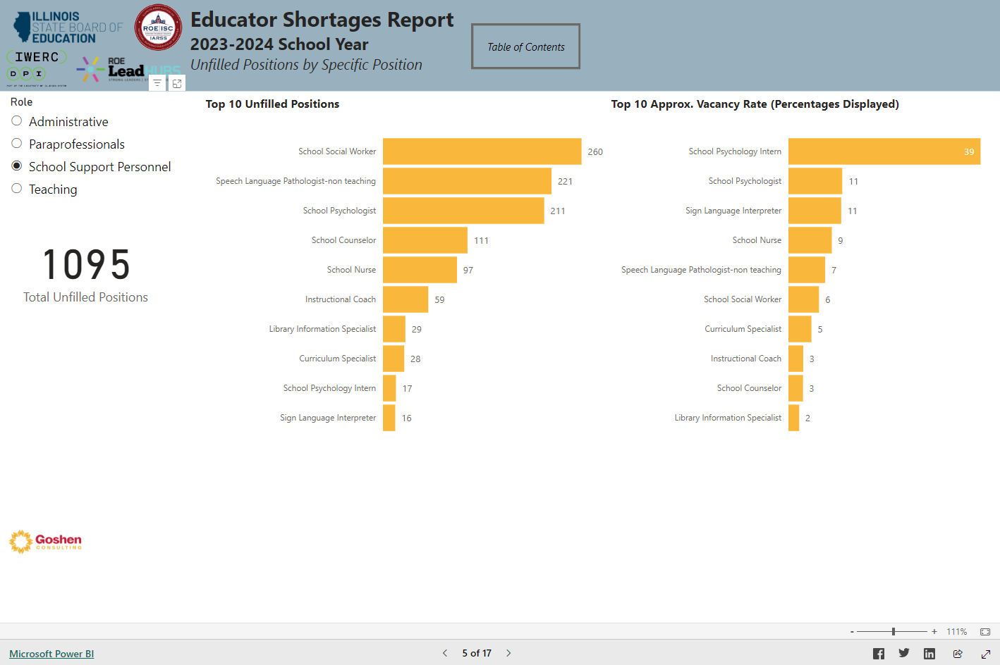 ILLINOIS
STATE BOARD OF
EDUCATION
ROE|ISC
IARSS
IWERC
DPI
ROE
Lead HUBS
Educator Shortages Report
2023-2024 School Year
Unfilled Positions by Specific Position
Table of Contents
Role
Administrative
Paraprofessionals
School Support Personnel
Teaching
1095
Total Unfilled Positions
Top 10 Unfilled Positions
School Social Worker 260
Speech Language Pathologist-non teaching 221
School Psychologist 211
School Counselor 111
School Nurse 97
Instructional Coach 59
Library Information Specialist 29
Curriculum Specialist 28
School Psychology Intern 17
Sign Language Interpreter 16
Top 10 Approx. Vacancy Rate (Percentages Displayed)
School Psychology Intern 39
School Psychologist 11
Sign Language Interpreter 11
School Nurse 9
Speech Language Pathologist-non teaching 7
School Social Worker 6
Curriculum Specialist 5
Instructional Coach 3
School Counselor 3
Library Information Specialist 2
Goshen
CONSULTING
- + 111%
Microsoft Power BI
5 of 17